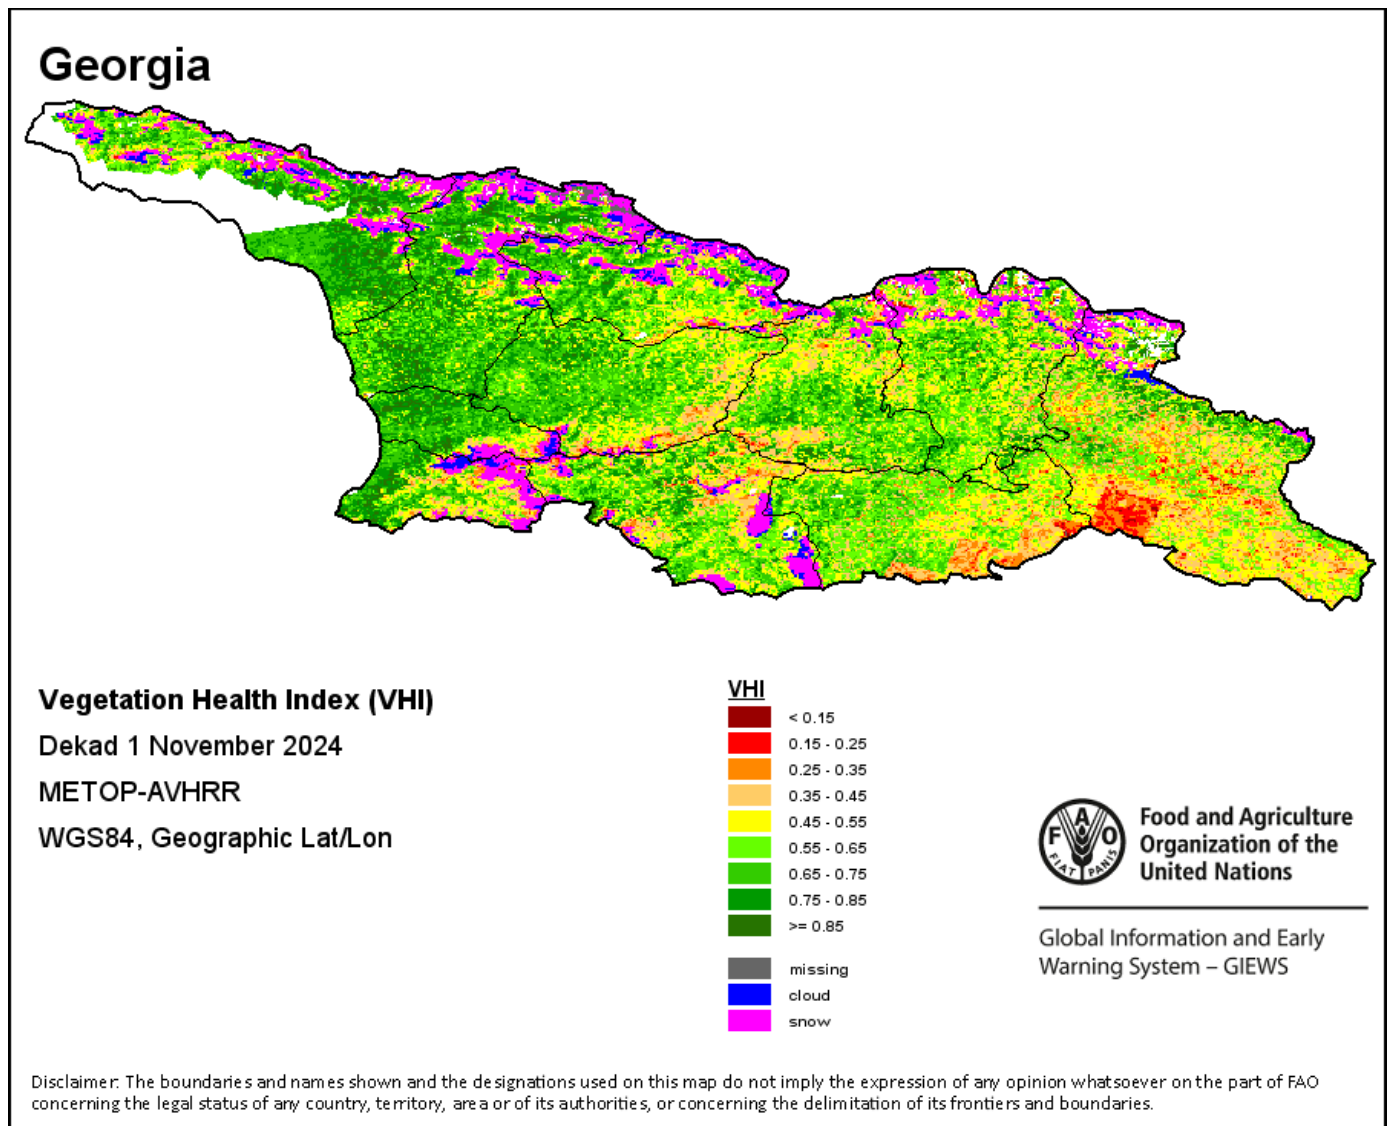 Georgia
Vegetation Health Index (VHI)
Dekad 1 November 2024
METOP-AVHRR
WGS84, Geographic Lat/Lon
VHI
< 0.15
0.15 - 0.25
0.25 - 0.35
0.35 - 0.45
0.45 - 0.55
0.55 - 0.65
0.65 - 0.75
0.75 - 0.85
>= 0.85
missing
cloud
snow
F A O
FIAT PANIS
Food and Agriculture
Organization of the
United Nations
Global Information and Early
Warning System – GIEWS
Disclaimer: The boundaries and names shown and the designations used on this map do not imply the expression of any opinion whatsoever on the part of FAO
concerning the legal status of any country, territory, area or of its authorities, or concerning the delimitation of its frontiers and boundaries.